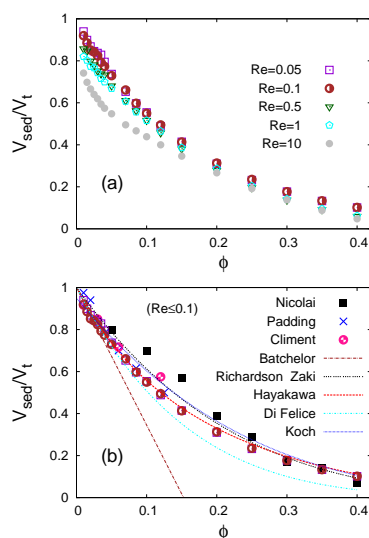 1
0.8
0.6
0.4
0.2
0
V_sed/V_t
Re=0.05
Re=0.1
Re=0.5
Re=1
Re=10
(a)
0 0.1 0.2 0.3 0.4
ϕ
1
0.8
0.6
0.4
0.2
0
V_sed/V_t
(Re≤0.1)
Nicolai
Padding
Climent
Batchelor
Richardson Zaki
Hayakawa
Di Felice
Koch
(b)
0 0.1 0.2 0.3 0.4
ϕ